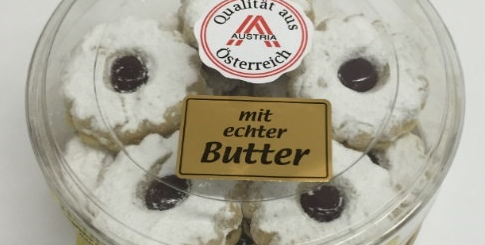 Qualität aus
AUSTRIA
Österreich
mit
echter
Butter